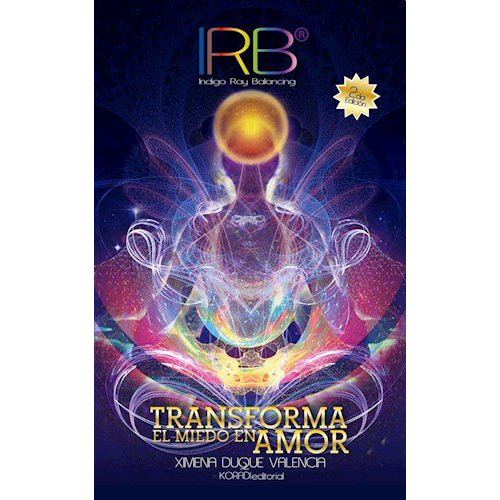 IRB®
Indigo Ray Balancing
2da
Edición
TRANSFORMA
EL MIEDO EN AMOR
XIMENA DUQUE VALENCIA
KORADIeditorial